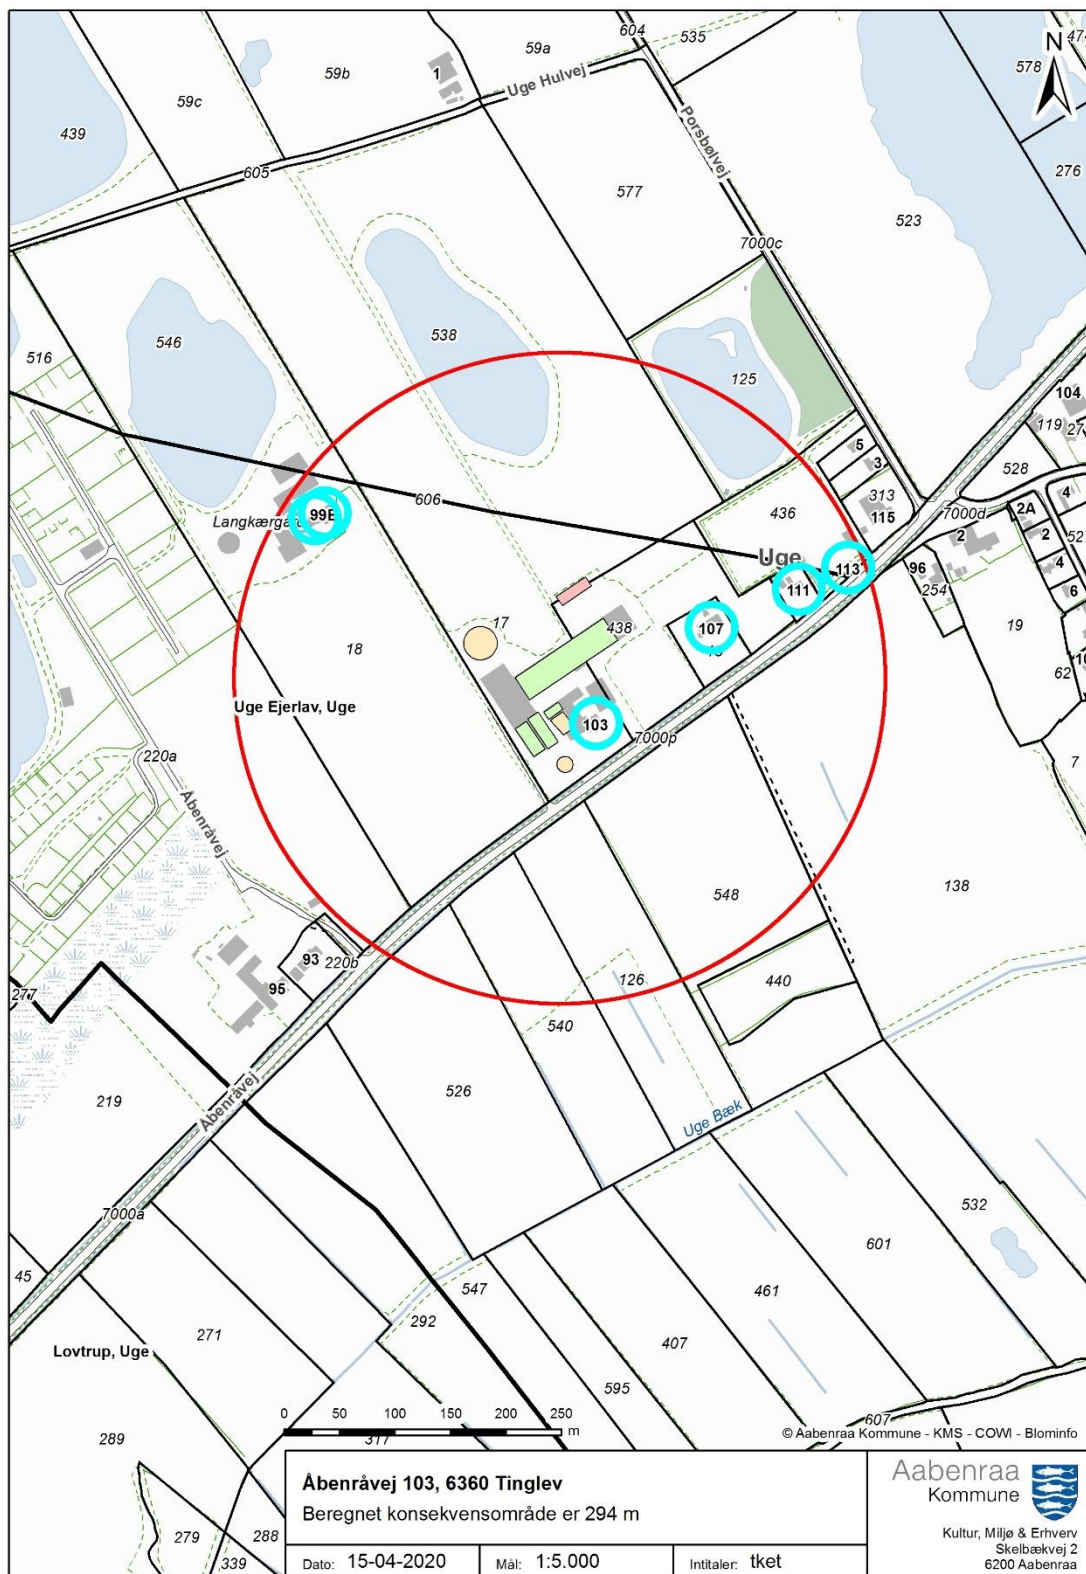 604
535
474
59a
N
578
59b
1
Uge Hulvej
59c
439
Porsbølvej
276
605
577
523
7000c
538
546
516
125
104
119
27
5
3
528
606
313
4
436
115
7000d
2A
99B
2
2
52
Uge
113
96
4
111
254
6
17
438
107
19
18
62
103
Uge Ejerlav, Uge
7000p
220a
7
Åbenråvej
548
138
93
220b
95
126
440
277
540
526
219
Åbenråvej
Uge Bæk
532
7000a
601
45
547
461
292
271
407
Lovtrup, Uge
595
0 50 100 150 200 250
m
607
289
317
© Aabenraa Kommune - KMS - COWI - Blominfo
279
288
339
Åbenråvej 103, 6360 Tinglev
Beregnet konsekvensområde er 294 m
Dato: 15-04-2020
Mål: 1:5.000
Intitaler: tket
Aabenraa
Kommune
Kultur, Miljø & Erhverv
Skelbækvej 2
6200 Aabenraa